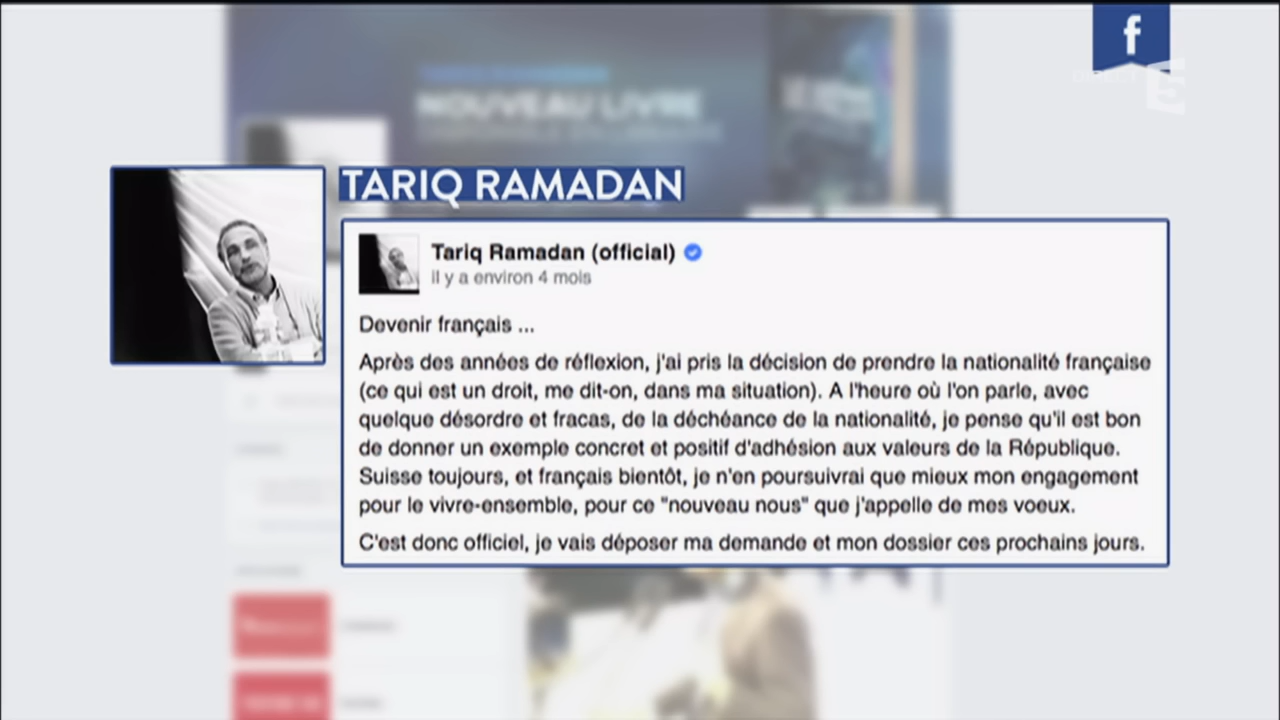 f
5
NOUVEAU LIVRE
TARIQ RAMADAN
Tariq Ramadan (official)
il y a environ 4 mois
Devenir français ...
Après des années de réflexion, j'ai pris la décision de prendre la nationalité française
(ce qui est un droit, me dit-on, dans ma situation). A l'heure où l'on parle, avec
quelque désordre et fracas, de la déchéance de la nationalité, je pense qu'il est bon
de donner un exemple concret et positif d'adhésion aux valeurs de la République.
Suisse toujours, et français bientôt, je n'en poursuivrai que mieux mon engagement
pour le vivre-ensemble, pour ce "nouveau nous" que j'appelle de mes voeux.
C'est donc officiel, je vais déposer ma demande et mon dossier ces prochains jours.